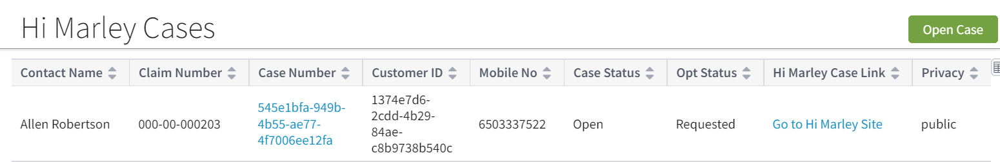 Hi Marley Cases
Open Case
Contact Name Claim Number Case Number Customer ID Mobile No Case Status Opt Status Hi Marley Case Link Privacy
Allen Robertson 000-00-000203 545e1bfa-949b-4b55-ae77-4f7006ee12fa 1374e7d6-2cdd-4b29-84ae-c8b9738b540c 6503337522 Open Requested Go to Hi Marley Site public